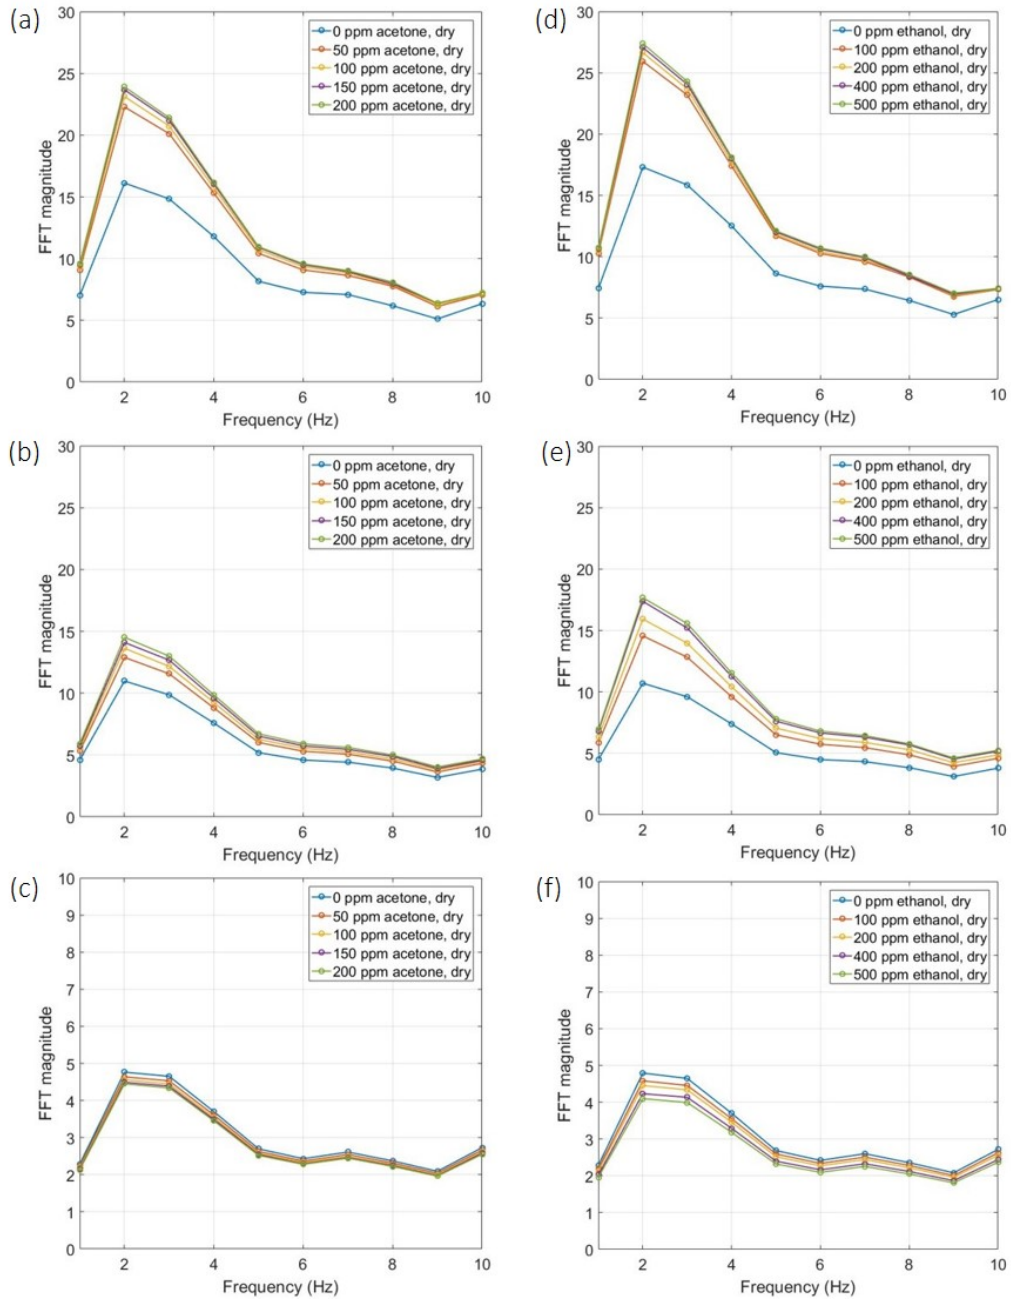 (a)
30
25
20
15
10
5
0
FFT magnitude
0 ppm acetone, dry
50 ppm acetone, dry
100 ppm acetone, dry
150 ppm acetone, dry
200 ppm acetone, dry
2 4 6 8 10
Frequency (Hz)
(d)
30
25
20
15
10
5
0
FFT magnitude
0 ppm ethanol, dry
100 ppm ethanol, dry
200 ppm ethanol, dry
400 ppm ethanol, dry
500 ppm ethanol, dry
2 4 6 8 10
Frequency (Hz)
(b)
30
25
20
15
10
5
0
FFT magnitude
0 ppm acetone, dry
50 ppm acetone, dry
100 ppm acetone, dry
150 ppm acetone, dry
200 ppm acetone, dry
2 4 6 8 10
Frequency (Hz)
(e)
30
25
20
15
10
5
0
FFT magnitude
0 ppm ethanol, dry
100 ppm ethanol, dry
200 ppm ethanol, dry
400 ppm ethanol, dry
500 ppm ethanol, dry
2 4 6 8 10
Frequency (Hz)
(c)
10
9
8
7
6
5
4
3
2
1
0
FFT magnitude
0 ppm acetone, dry
50 ppm acetone, dry
100 ppm acetone, dry
150 ppm acetone, dry
200 ppm acetone, dry
2 4 6 8 10
Frequency (Hz)
(f)
10
9
8
7
6
5
4
3
2
1
0
FFT magnitude
0 ppm ethanol, dry
100 ppm ethanol, dry
200 ppm ethanol, dry
400 ppm ethanol, dry
500 ppm ethanol, dry
2 4 6 8 10
Frequency (Hz)